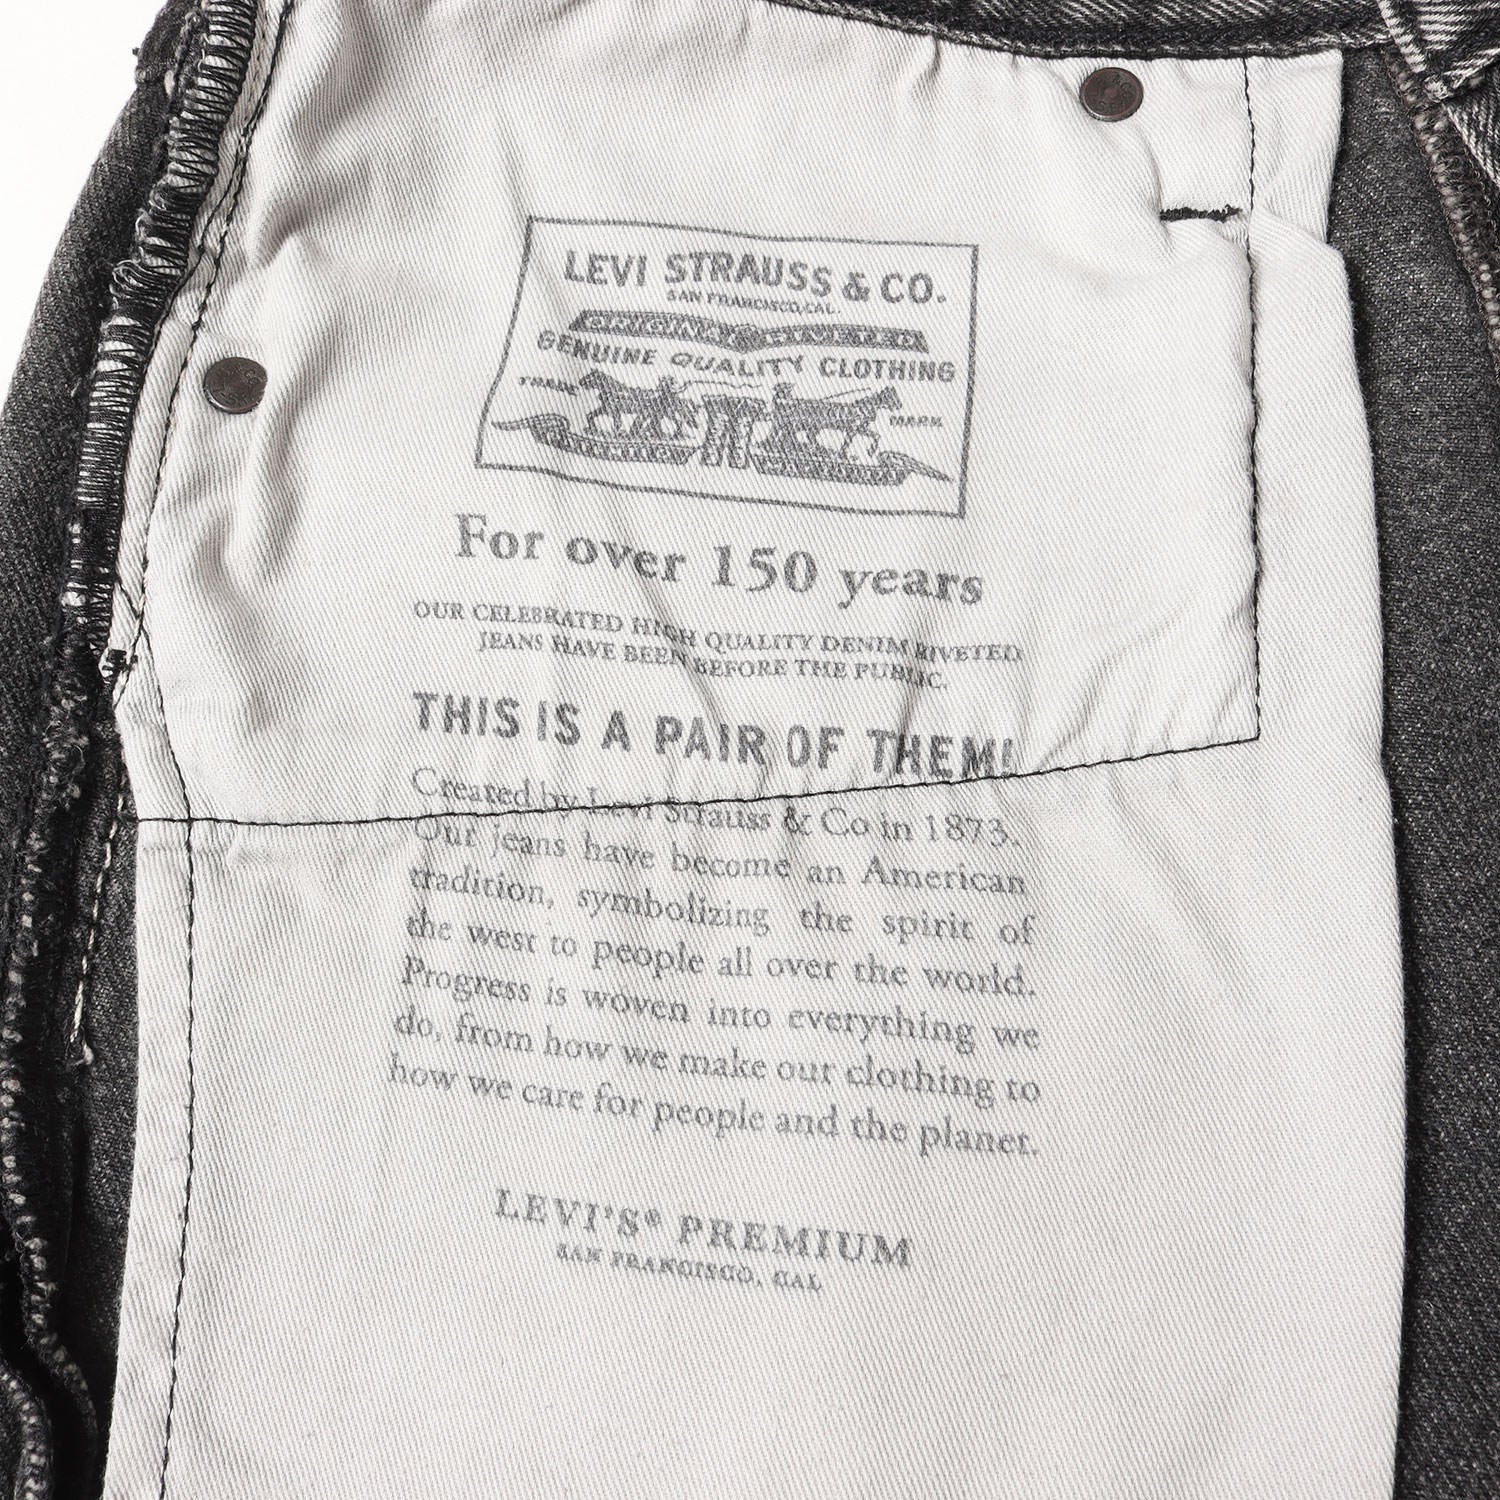 LEVI STRAUSS & CO.
SAN FRANCISCO, CAL.
ORIGINAL RIVETED
GENUINE QUALITY CLOTHING
TRADE MARK
For over 150 years
OUR CELEBRATED HIGH QUALITY DENIM RIVETED
JEANS HAVE BEEN BEFORE THE PUBLIC.
THIS IS A PAIR OF THEM!
Created by Levi Strauss & Co in 1873.
Our jeans have become an American
tradition, symbolizing the spirit of
the west to people all over the world.
Progress is woven into everything we
do, from how we make our clothing to
how we care for people and the planet.
LEVI'S® PREMIUM
SAN FRANCISCO, CAL